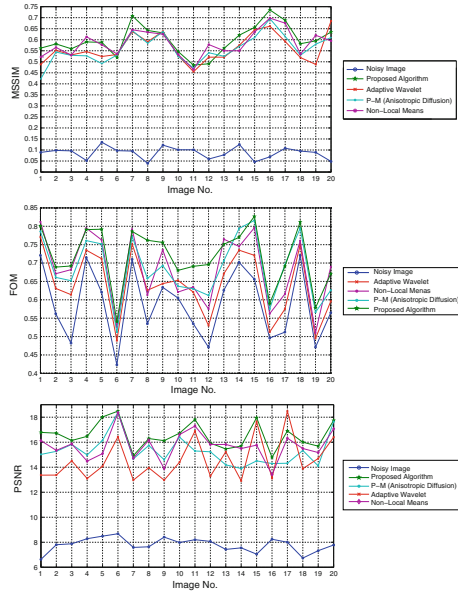 0.75
0.7
0.65
0.6
0.55
0.5
0.45
0.4
0.35
0.3
0.25
0.2
0.15
0.1
0.05
0
MSSIM
1 2 3 4 5 6 7 8 9 10 11 12 13 14 15 16 17 18 19 20
Image No.
Noisy Image
Proposed Algorithm
Adaptive Wavelet
P−M (Anisotropic Diffusion)
Non−Local Means
0.85
0.8
0.75
0.7
0.65
0.6
0.55
0.5
0.45
0.4
FOM
1 2 3 4 5 6 7 8 9 10 11 12 13 14 15 16 17 18 19 20
Image No.
Noisy Image
Adaptive Wavelet
Non−Local Menas
P−M (Anisotropic Diffusion)
Proposed Algorithm
18
16
14
12
10
8
6
PSNR
1 2 3 4 5 6 7 8 9 10 11 12 13 14 15 16 17 18 19 20
Image No.
Noisy Image
Proposed Algorithm
P−M (Anisotropic Diffusion)
Adaptive Wavelet
Non−Local Means